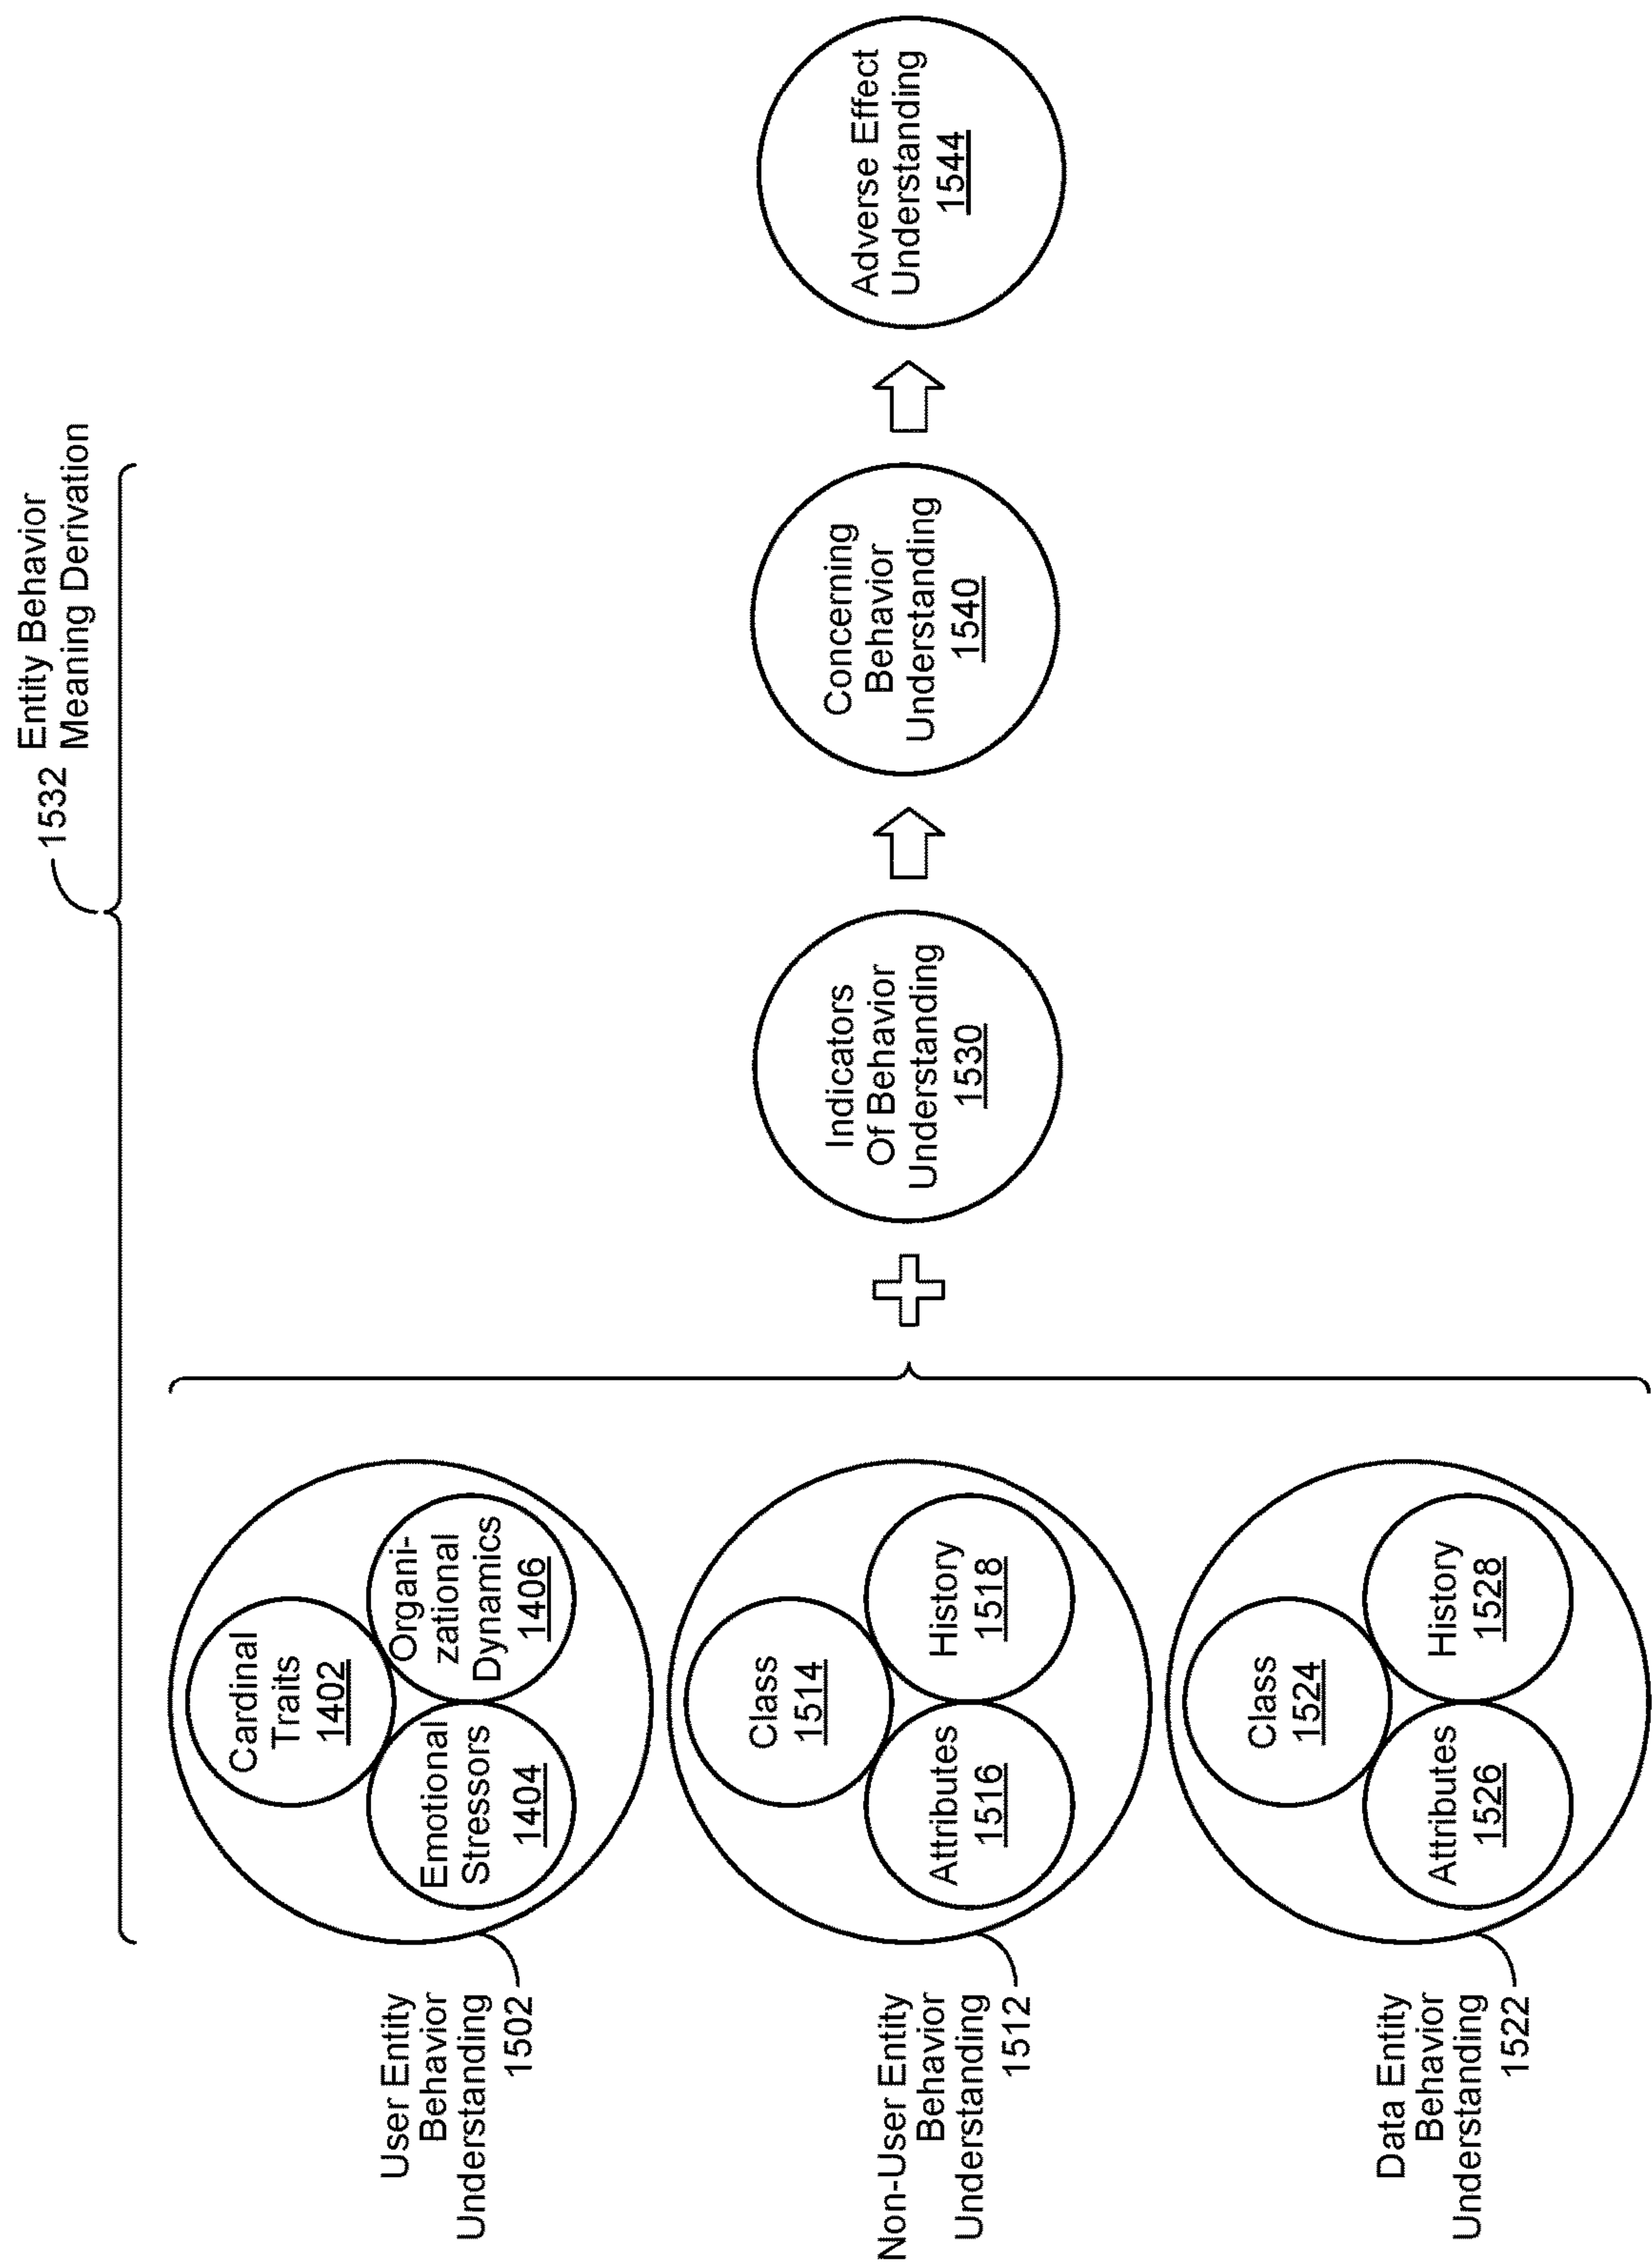 1532 Entity Behavior
Meaning Derivation
User Entity
Behavior
Understanding
1502
Cardinal
Traits
1402
Emotional
Stressors
1404
Organi-
zational
Dynamics
1406
Non-User Entity
Behavior
Understanding
1512
Class
1514
Attributes
1516
History
1518
Data Entity
Behavior
Understanding
1522
Class
1524
Attributes
1526
History
1528
Indicators
Of Behavior
Understanding
1530
Concerning
Behavior
Understanding
1540
Adverse Effect
Understanding
1544